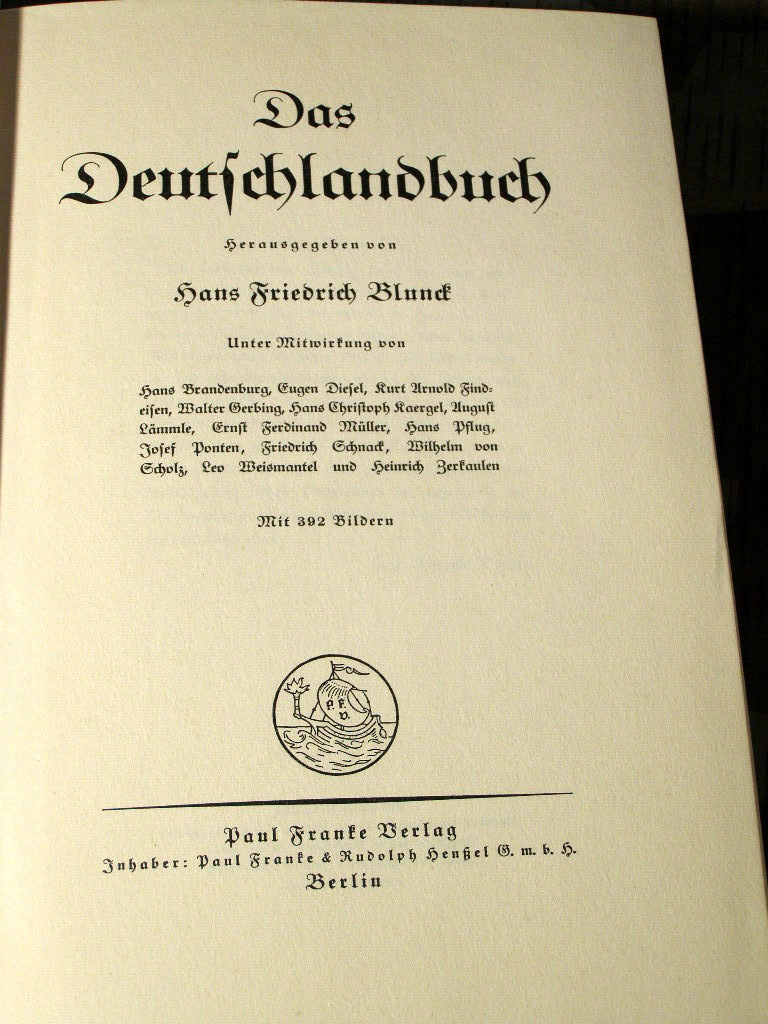 Das
Deutſchlandbuch
Herausgegeben von
Hans Friedrich Blunck
Unter Mitwirkung von
Hans Brandenburg, Eugen Dieſel, Kurt Arnold Find-
eiſen, Walter Gerbing, Hans Chriſtoph Kaergel, Auguſt
Lämmle, Ernſt Ferdinand Müller, Hans Pflug,
Joſef Ponten, Friedrich Schnack, Wilhelm von
Scholz, Leo Weismantel und Heinrich Zerkaulen
Mit 392 Bildern
P. F.
V.
Paul Franke Verlag
Inhaber: Paul Franke & Rudolph Henßel G. m. b. H.
Berlin